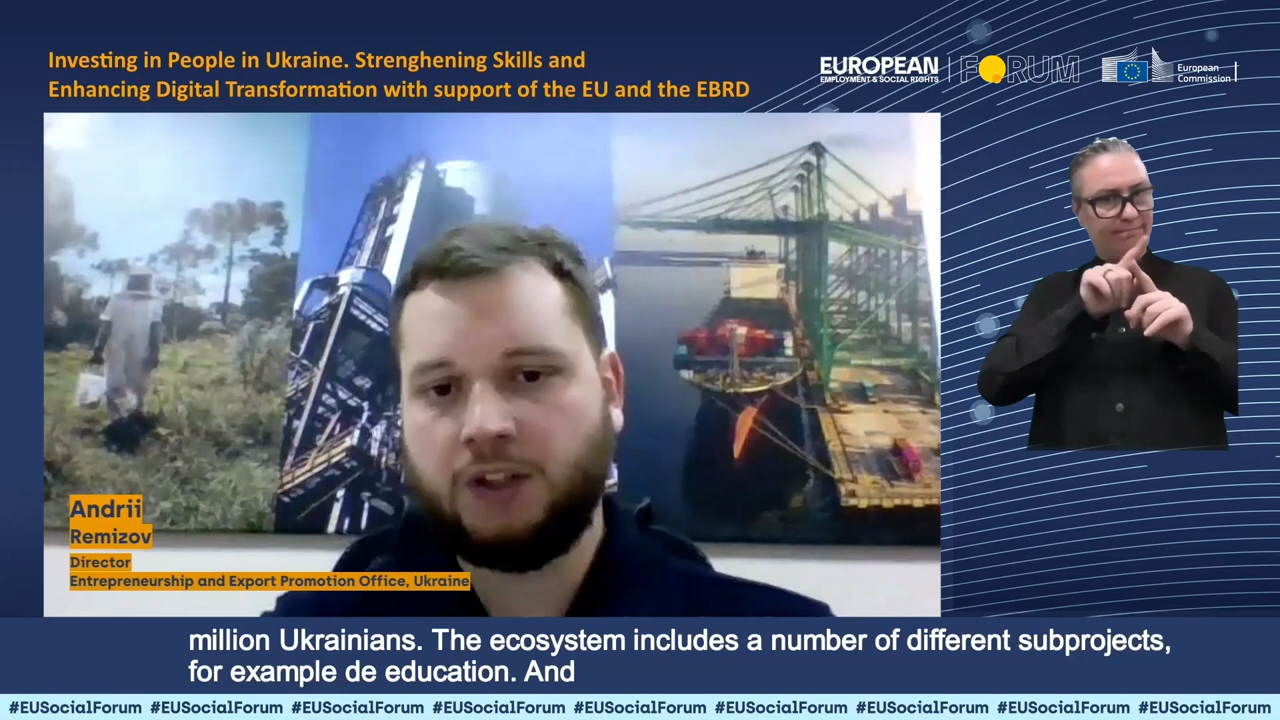 Investing in People in Ukraine. Strenghening Skills and
Enhancing Digital Transformation with support of the EU and the EBRD
EUROPEAN
EMPLOYMENT & SOCIAL RIGHTS
FORUM
European
Commission
Andrii
Remizov
Director
Entrepreneurship and Export Promotion Office, Ukraine
million Ukrainians. The ecosystem includes a number of different subprojects,
for example de education. And
#EUSocialForum #EUSocialForum #EUSocialForum #EUSocialForum #EUSocialForum #EUSocialForum #EUSocialForum #EUSocialForum #EUSocialForum